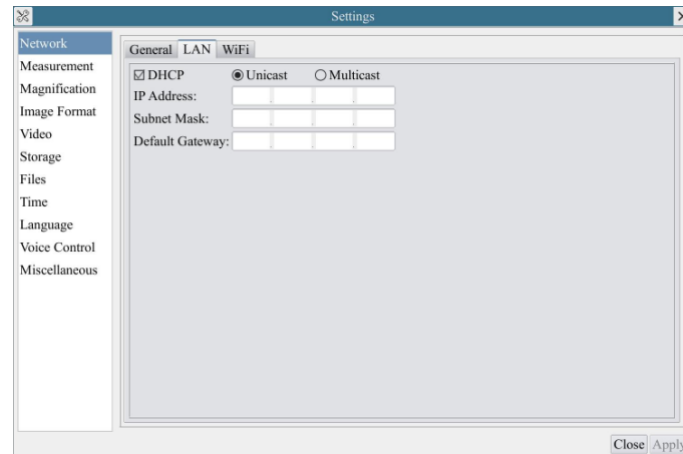 Settings
Network
Measurement
Magnification
Image Format
Video
Storage
Files
Time
Language
Voice Control
Miscellaneous
General LAN WiFi
DHCP Unicast Multicast
IP Address:
Subnet Mask:
Default Gateway:
Close Apply